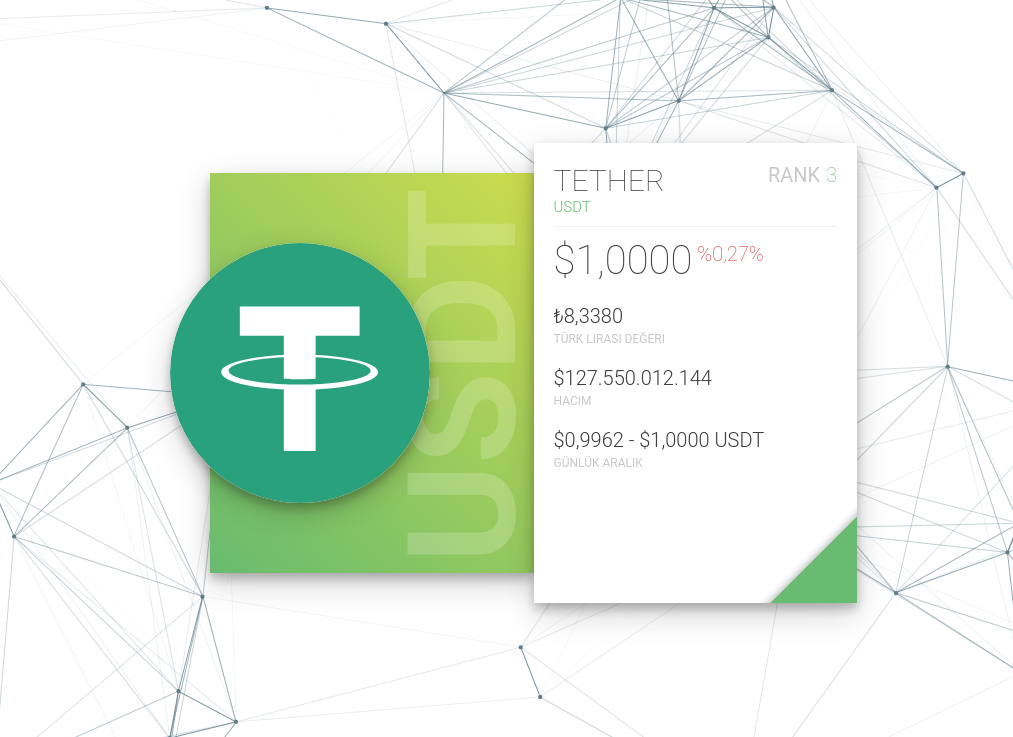 USDT
TETHER
RANK 3
USDT
$1,0000 %0,27%
₺8,3380
TÜRK LIRASI DEĞERI
$127.550.012.144
HACIM
$0,9962 - $1,0000 USDT
GÜNLÜK ARALIK